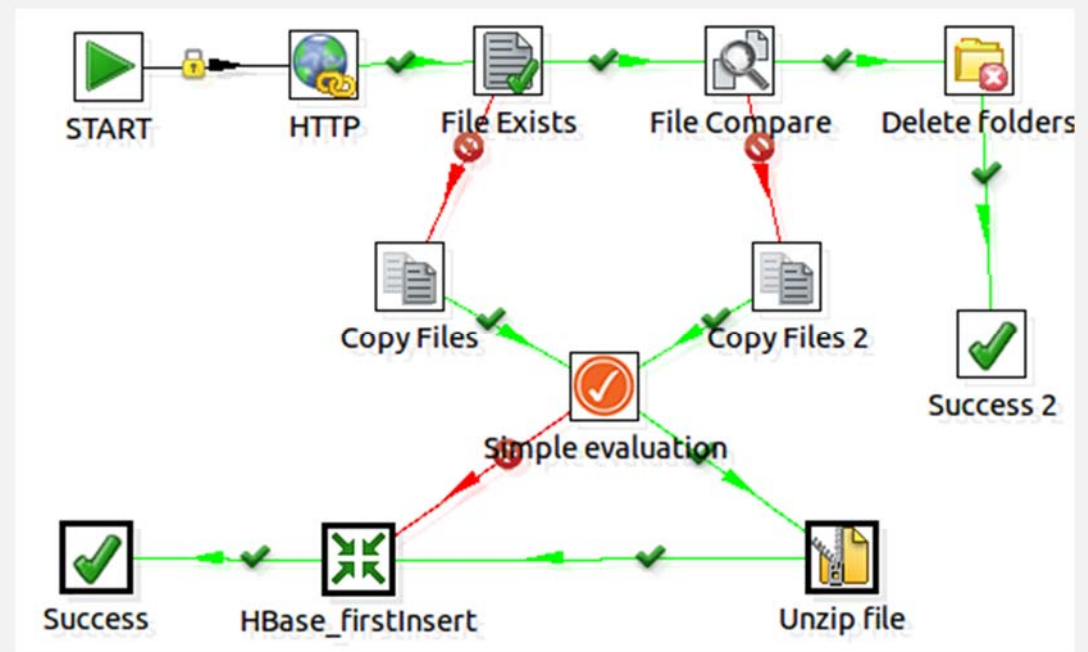 START
HTTP
File Exists
File Compare
Delete folders
Copy Files
Copy Files 2
Success 2
Simple evaluation
Success
HBase_firstInsert
Unzip file